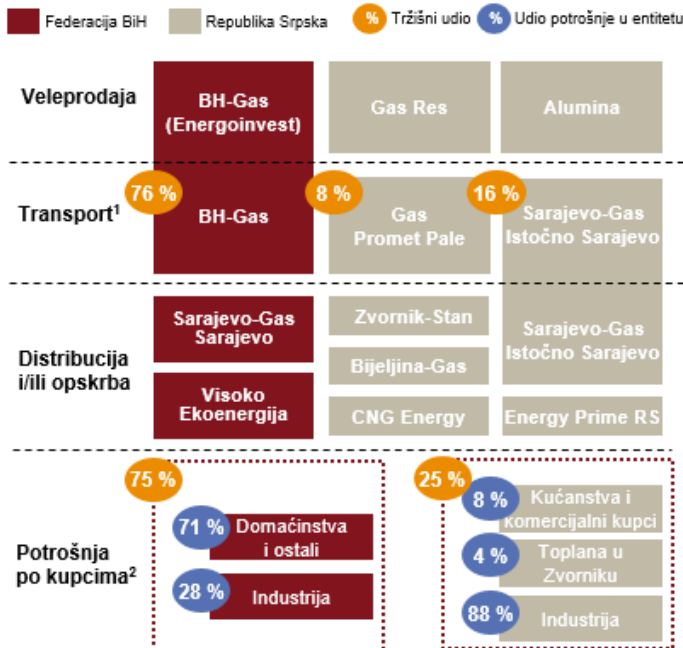 Federacija BiH
Republika Srpska
% Tržišni udio
% Udio potrošnje u entitetu
Veleprodaja
BH-Gas
(Energoinvest)
Gas Res
Alumina
Transport¹
76 %
BH-Gas
8 %
Gas
Promet Pale
16 %
Sarajevo-Gas
Istočno Sarajevo
Distribucija
i/ili opskrba
Sarajevo-Gas
Sarajevo
Visoko
Ekoenergija
Zvornik-Stan
Bijeljina-Gas
CNG Energy
Sarajevo-Gas
Istočno Sarajevo
Energy Prime RS
Potrošnja
po kupcima²
75 %
71 %
Domaćinstva
i ostali
28 %
Industrija
25 %
8 %
Kućanstva i
komercijalni kupci
4 %
Toplana u
Zvorniku
88 %
Industrija